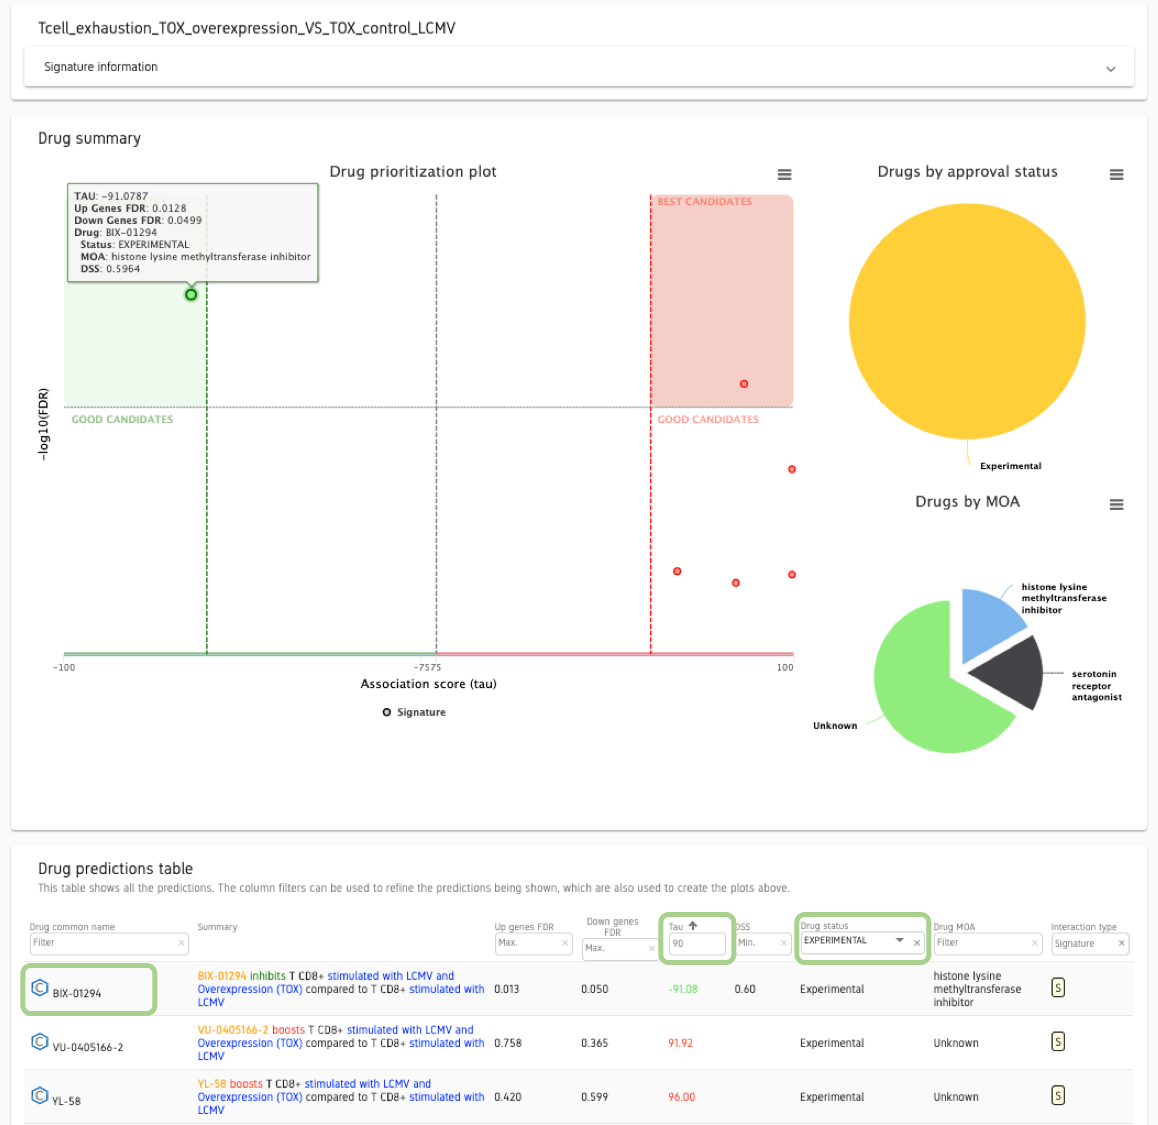 Tcell_exhaustion_TOX_overexpression_VS_TOX_control_LCMV
Signature information
Drug summary
Drug prioritization plot
TAU: -91.0787
Up Genes FDR: 0.0128
Down Genes FDR: 0.0499
Drug: BIX-01294
Status: EXPERIMENTAL
MOA: histone lysine methyltransferase inhibitor
DSS: 0.5964
BEST CANDIDATES
GOOD CANDIDATES
GOOD CANDIDATES
-log10(FDR)
-100
-7575
100
Association score (tau)
Signature
Drugs by approval status
Experimental
Drugs by MOA
histone lysine
methyltransferase
inhibitor
serotonin
receptor
antagonist
Unknown
Drug predictions table
This table shows all the predictions. The column filters can be used to refine the predictions being shown, which are also used to create the plots above.
Drug common name
Filter ×
Summary
Up genes FDR
Max. ×
Down genes
FDR
Max. ×
Tau ↑
90
DSS
Min. ×
Drug status
EXPERIMENTAL ×
Drug MOA
Filter ×
Interaction type
Signature ×
C BIX-01294
BIX-01294 inhibits T CD8+ stimulated with LCMV and
Overexpression (TOX) compared to T CD8+ stimulated with
LCMV
0.013
0.050
-91.08
0.60
Experimental
histone lysine
methyltransferase
inhibitor
S
C VU-0405166-2
VU-0405166-2 boosts T CD8+ stimulated with LCMV and
Overexpression (TOX) compared to T CD8+ stimulated with
LCMV
0.758
0.365
91.92
Experimental
Unknown
S
C YL-58
YL-58 boosts T CD8+ stimulated with LCMV and
Overexpression (TOX) compared to T CD8+ stimulated with
LCMV
0.420
0.599
96.00
Experimental
Unknown
S